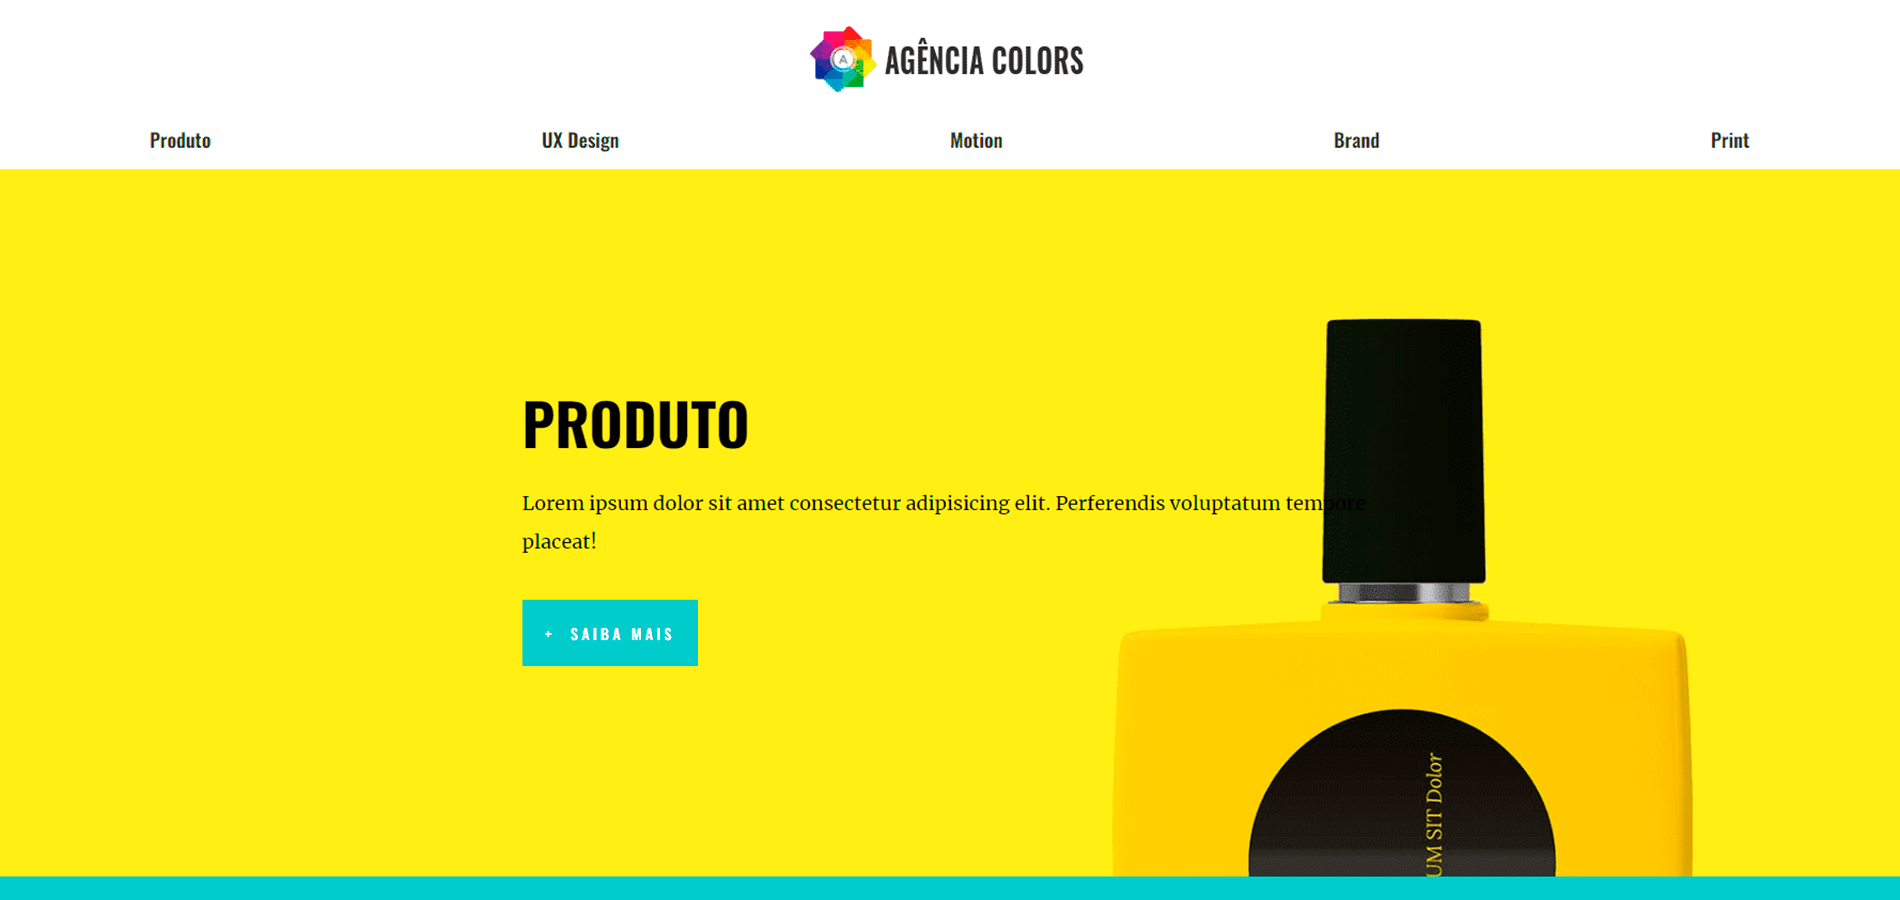 A
AGÊNCIA COLORS
Produto
UX Design
Motion
Brand
Print
PRODUTO
Lorem ipsum dolor sit amet consectetur adipisicing elit. Perferendis voluptatum tempore
placeat!
+ SAIBA MAIS
UM SIT Dolor